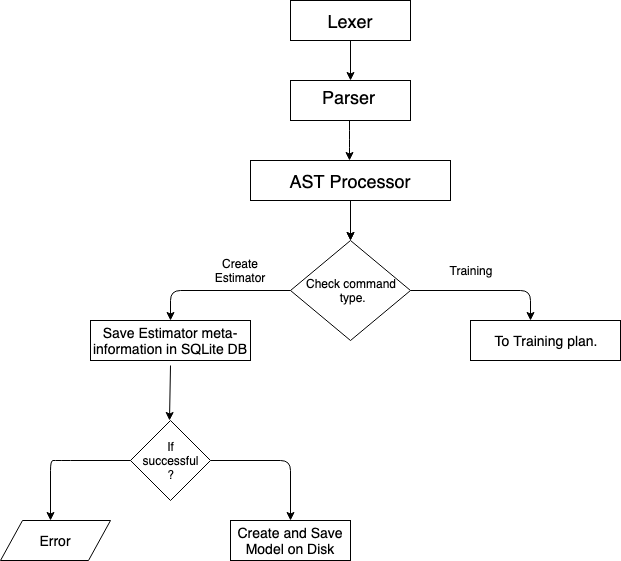 Lexer
Parser
AST Processor
Create
Estimator
Check command
type.
Training
Save Estimator meta-
information in SQLite DB
To Training plan.
If
successful
?
Error
Create and Save
Model on Disk